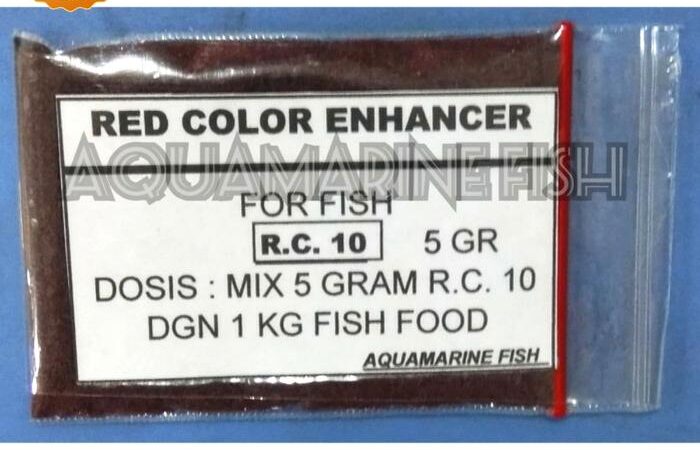 RED COLOR ENHANCER
AQUAMARINE FISH
FOR FISH
R.C. 10 5 GR
DOSIS : MIX 5 GRAM R.C. 10
DGN 1 KG FISH FOOD
AQUAMARINE FISH